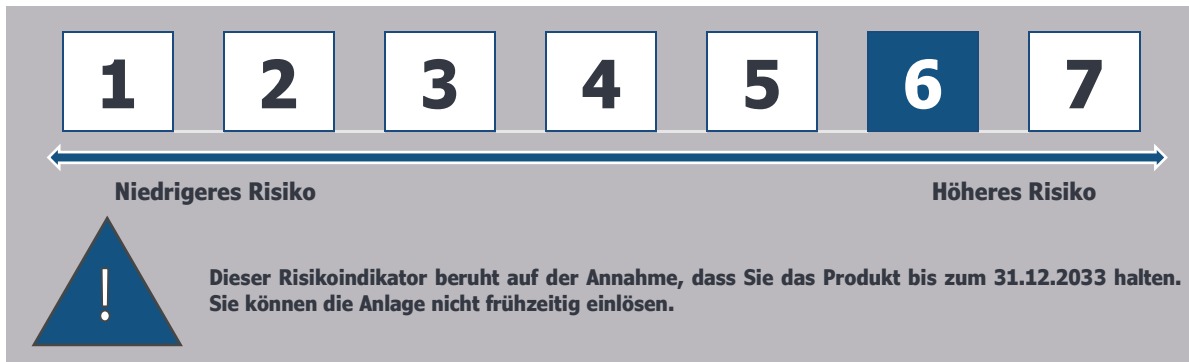 1 2 3 4 5 6 7
Niedrigeres Risiko Höheres Risiko
!
Dieser Risikoindikator beruht auf der Annahme, dass Sie das Produkt bis zum 31.12.2033 halten.
Sie können die Anlage nicht frühzeitig einlösen.